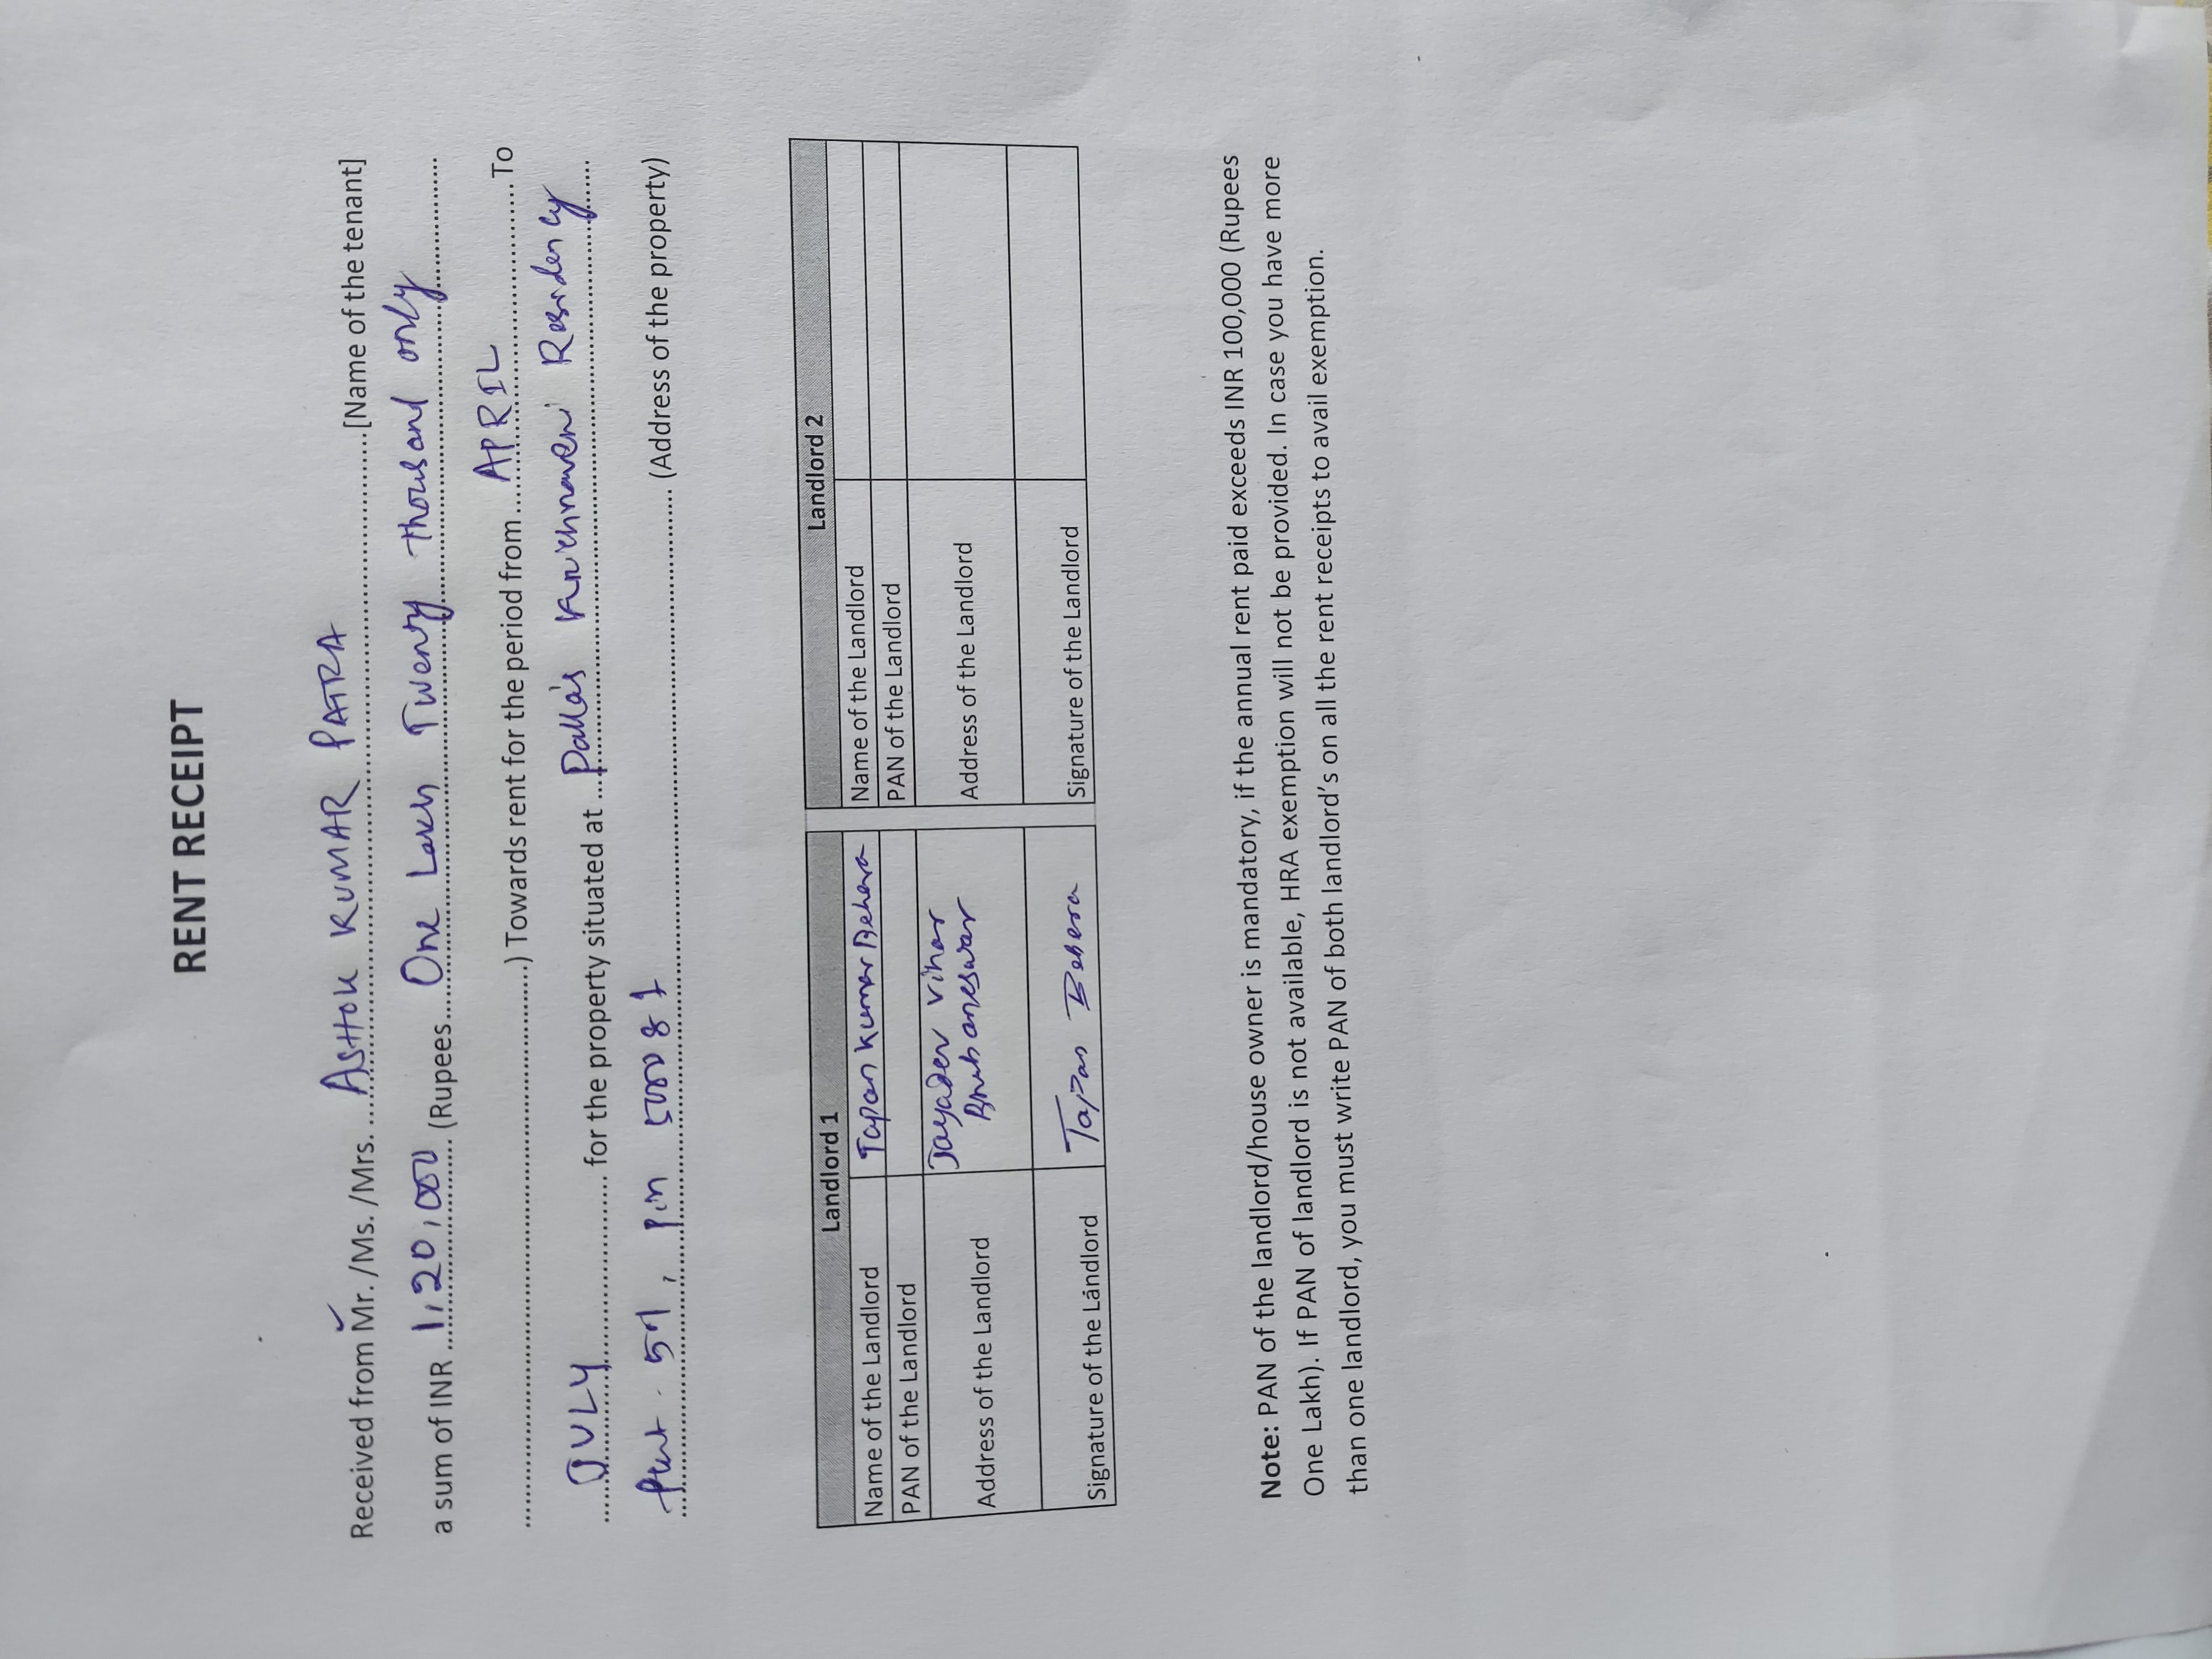 RENT RECEIPT
Received from Mr. /Ms. /Mrs. ....ASHOK KUMAR PATRA.... [Name of the tenant]
a sum of INR ...1,20,000... (Rupees... One Lakh Twenty thousand only ...
...) Towards rent for the period from ... APRIL ... To
... JULY ... for the property situated at ... Dalla's Krishnaveni Residency
pin 500081 ... (Address of the property)
Landlord 1
Name of the Landlord Tapan Kumar Behera
PAN of the Landlord
Address of the Landlord Jayadev Vihar
Bhubaneswar
Signature of the Landlord Tapan Behera
Landlord 2
Name of the Landlord
PAN of the Landlord
Address of the Landlord
Signature of the Landlord
Note: PAN of the landlord/house owner is mandatory, if the annual rent paid exceeds INR 100,000 (Rupees
One Lakh). If PAN of landlord is not available, HRA exemption will not be provided. In case you have more
than one landlord, you must write PAN of both landlord's on all the rent receipts to avail exemption.